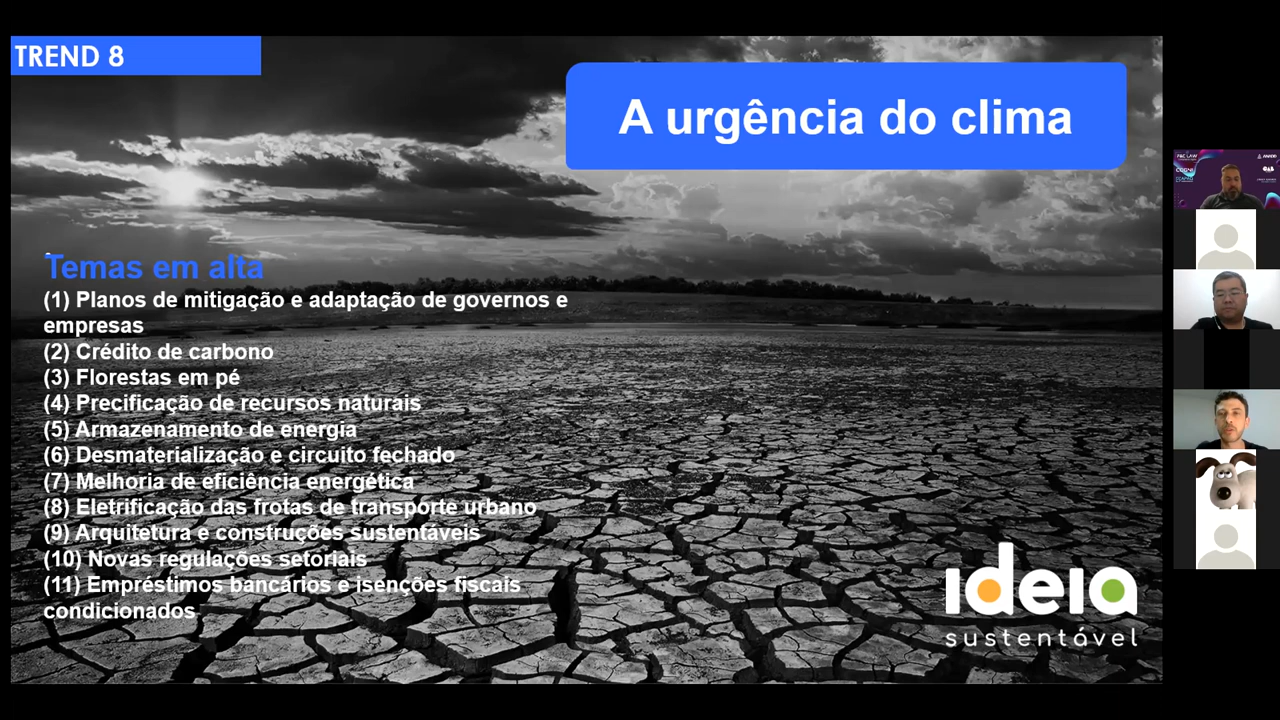 TREND 8
A urgência do clima
Temas em alta
(1) Planos de mitigação e adaptação de governos e
empresas
(2) Crédito de carbono
(3) Florestas em pé
(4) Precificação de recursos naturais
(5) Armazenamento de energia
(6) Desmaterialização e circuito fechado
(7) Melhoria de eficiência energética
(8) Eletrificação das frotas de transporte urbano
(9) Arquitetura e construções sustentáveis
(10) Novas regulações setoriais
(11) Empréstimos bancários e isenções fiscais
condicionados
ideia
sustentável